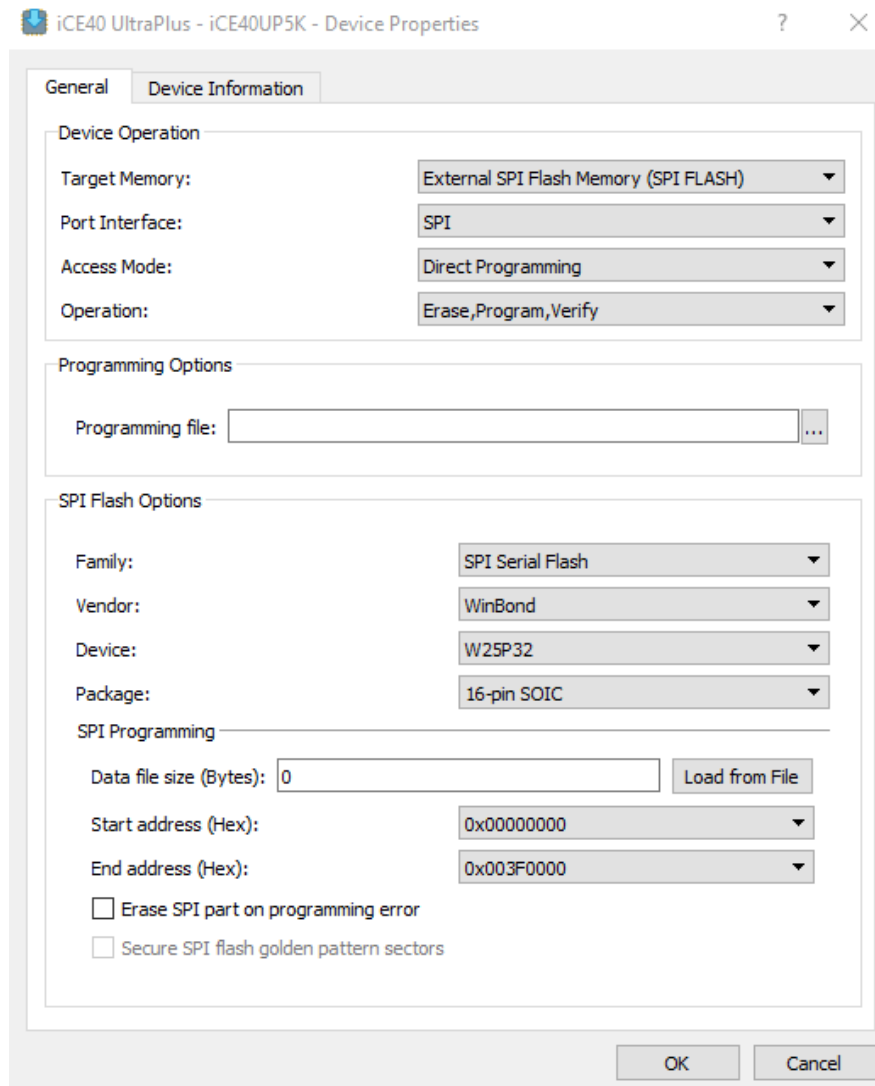 iCE40 UltraPlus - iCE40UP5K - Device Properties ?
General Device Information
Device Operation
Target Memory: External SPI Flash Memory (SPI FLASH)
Port Interface: SPI
Access Mode: Direct Programming
Operation: Erase,Program,Verify
Programming Options
Programming file: ...
SPI Flash Options
Family: SPI Serial Flash
Vendor: WinBond
Device: W25P32
Package: 16-pin SOIC
SPI Programming
Data file size (Bytes): 0 Load from File
Start address (Hex): 0x00000000
End address (Hex): 0x003F0000
Erase SPI part on programming error
Secure SPI flash golden pattern sectors
OK Cancel